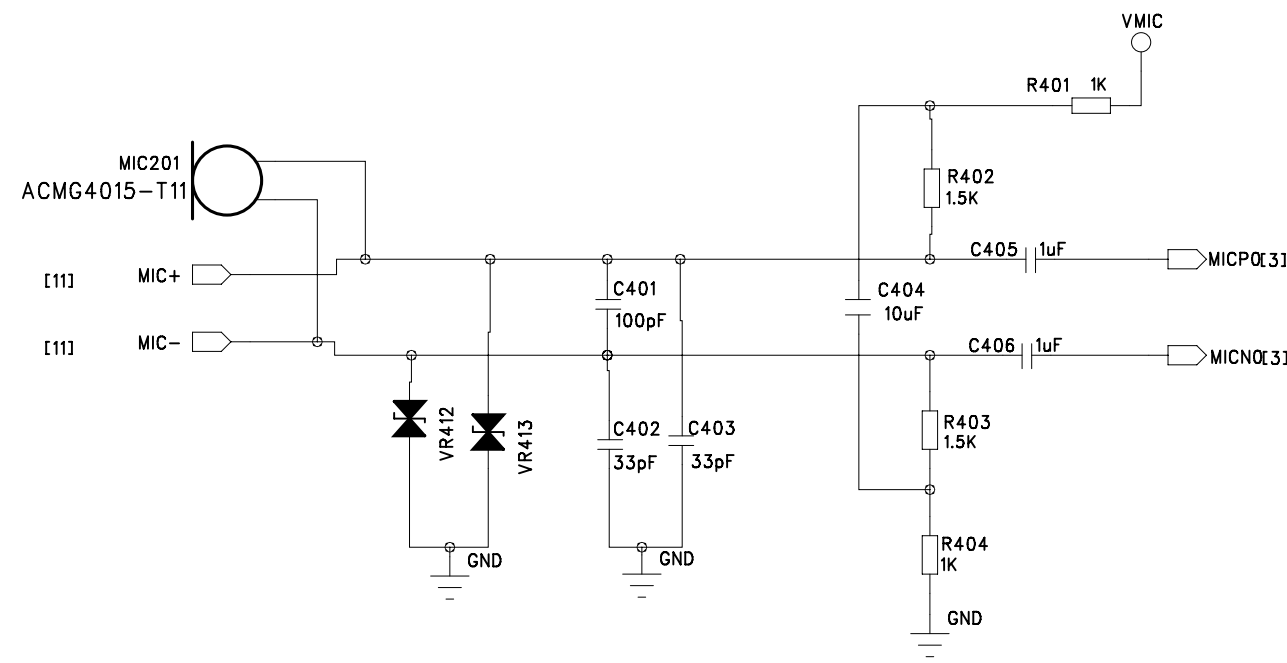 VMIC
R401 1K
MIC201
ACMG4015-T11
R402
1.5K
C405 1uF
MICP0[3]
[11] MIC+
C401
100pF
C404
10uF
[11] MIC-
C406 1uF
MICN0[3]
VR412
VR413
C402
33pF
C403
33pF
R403
1.5K
GND
GND
R404
1K
GND